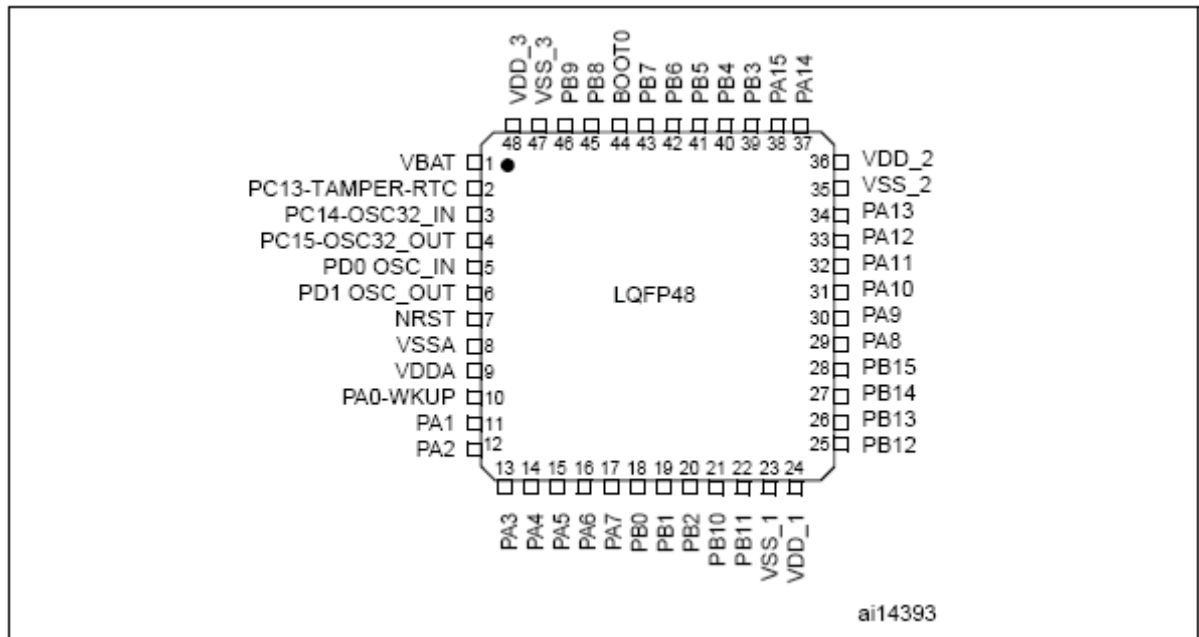 VDD_3
VSS_3
PB9
PB8
BOOT0
PB7
PB6
PB5
PB4
PB3
PA15
PA14
48 47 46 45 44 43 42 41 40 39 38 37
VBAT 1
PC13-TAMPER-RTC 2
PC14-OSC32_IN 3
PC15-OSC32_OUT 4
PD0 OSC_IN 5
PD1 OSC_OUT 6
NRST 7
VSSA 8
VDDA 9
PA0-WKUP 10
PA1 11
PA2 12
LQFP48
36 VDD_2
35 VSS_2
34 PA13
33 PA12
32 PA11
31 PA10
30 PA9
29 PA8
28 PB15
27 PB14
26 PB13
25 PB12
13 14 15 16 17 18 19 20 21 22 23 24
PA3
PA4
PA5
PA6
PA7
PB0
PB1
PB2
PB10
PB11
VSS_1
VDD_1
ai14393